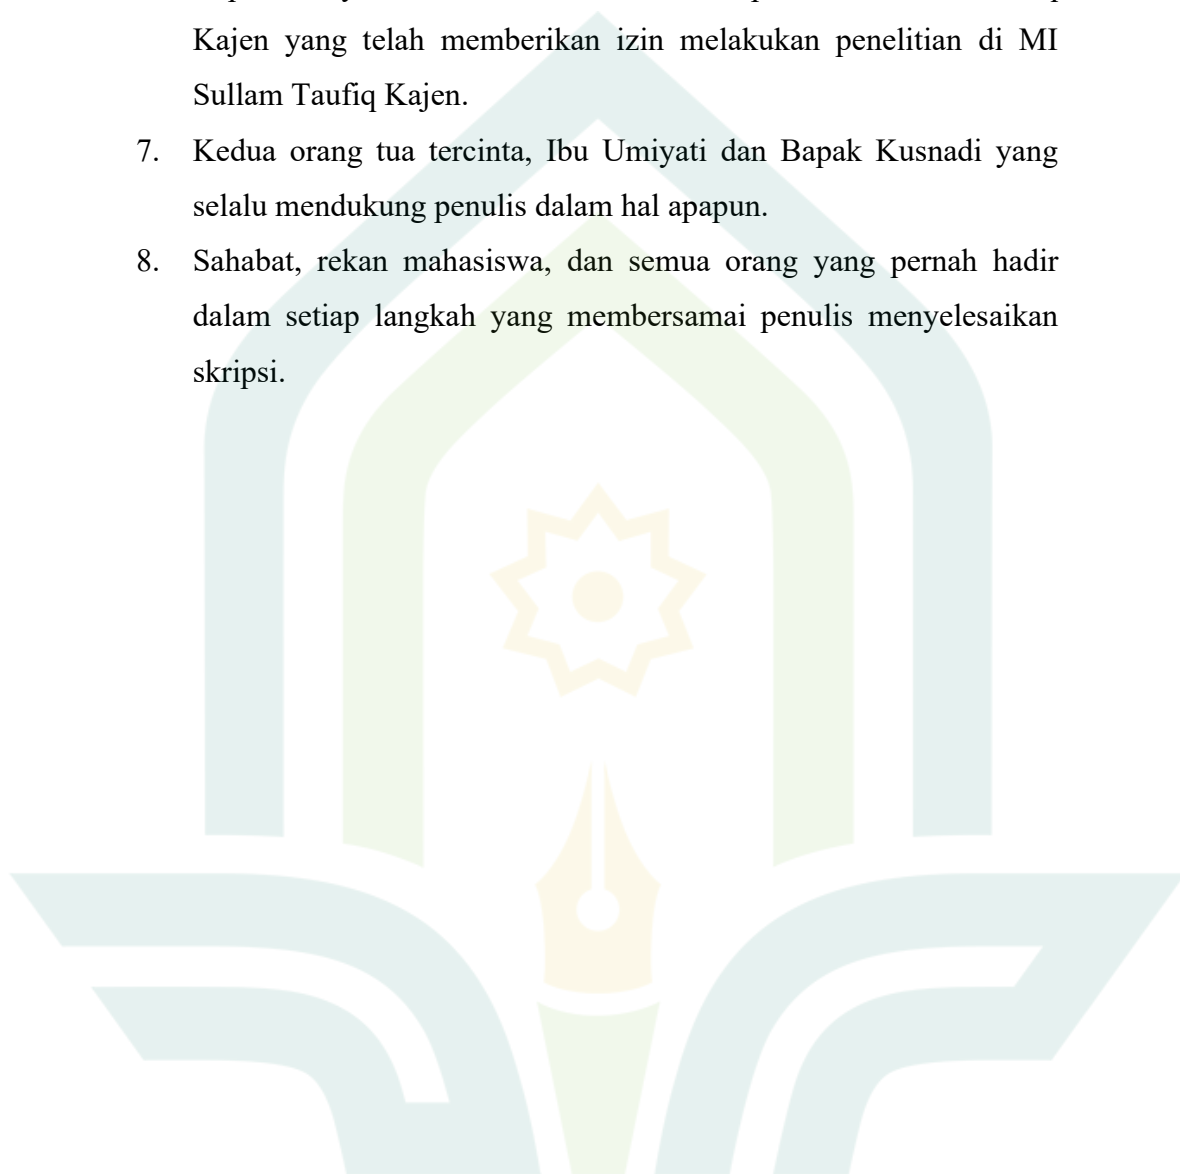 Kajen yang telah memberikan izin melakukan penelitian di MI
Sullam Taufiq Kajen.
7. Kedua orang tua tercinta, Ibu Umiyati dan Bapak Kusnadi yang
selalu mendukung penulis dalam hal apapun.
8. Sahabat, rekan mahasiswa, dan semua orang yang pernah hadir
dalam setiap langkah yang membersamai penulis menyelesaikan
skripsi.